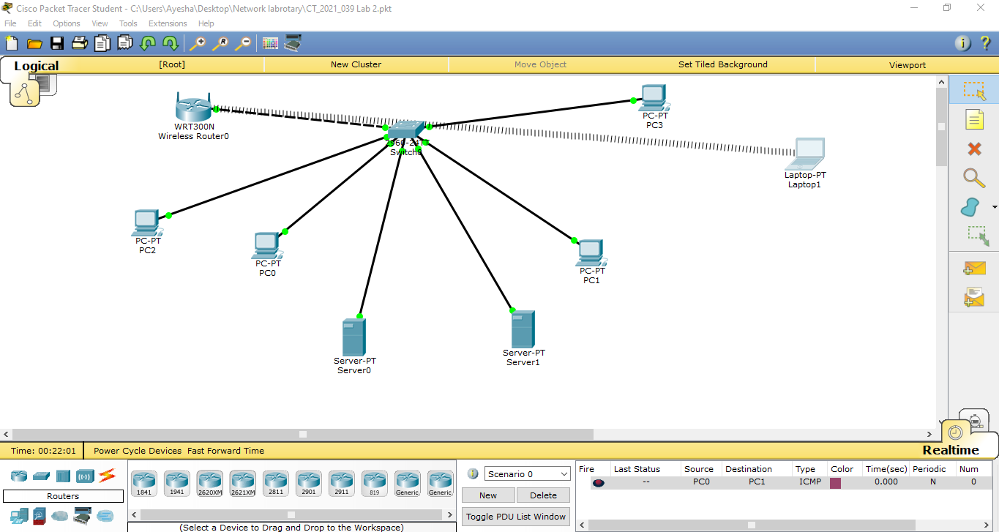 Cisco Packet Tracer Student - C:\Users\Ayesha\Desktop\Network labrotary\CT_2021_039 Lab 2.pkt
File Edit Options View Tools Extensions Help
Logical [Root] New Cluster Move Object Set Tiled Background Viewport
WRT300N
Wireless Router0
2960-24TT
Switch0
PC-PT
PC3
Laptop-PT
Laptop1
PC-PT
PC2
PC-PT
PC0
PC-PT
PC1
Server-PT
Server0
Server-PT
Server1
Time: 00:22:01 Power Cycle Devices Fast Forward Time Realtime
Routers
1841 1941 2620XM 2621XM 2811 2901 2911 819 Generic Generic
(Select a Device to Drag and Drop to the Workspace)
Scenario 0
New Delete
Toggle PDU List Window
Fire Last Status Source Destination Type Color Time(sec) Periodic Num
-- PC0 PC1 ICMP 0.000 N 0